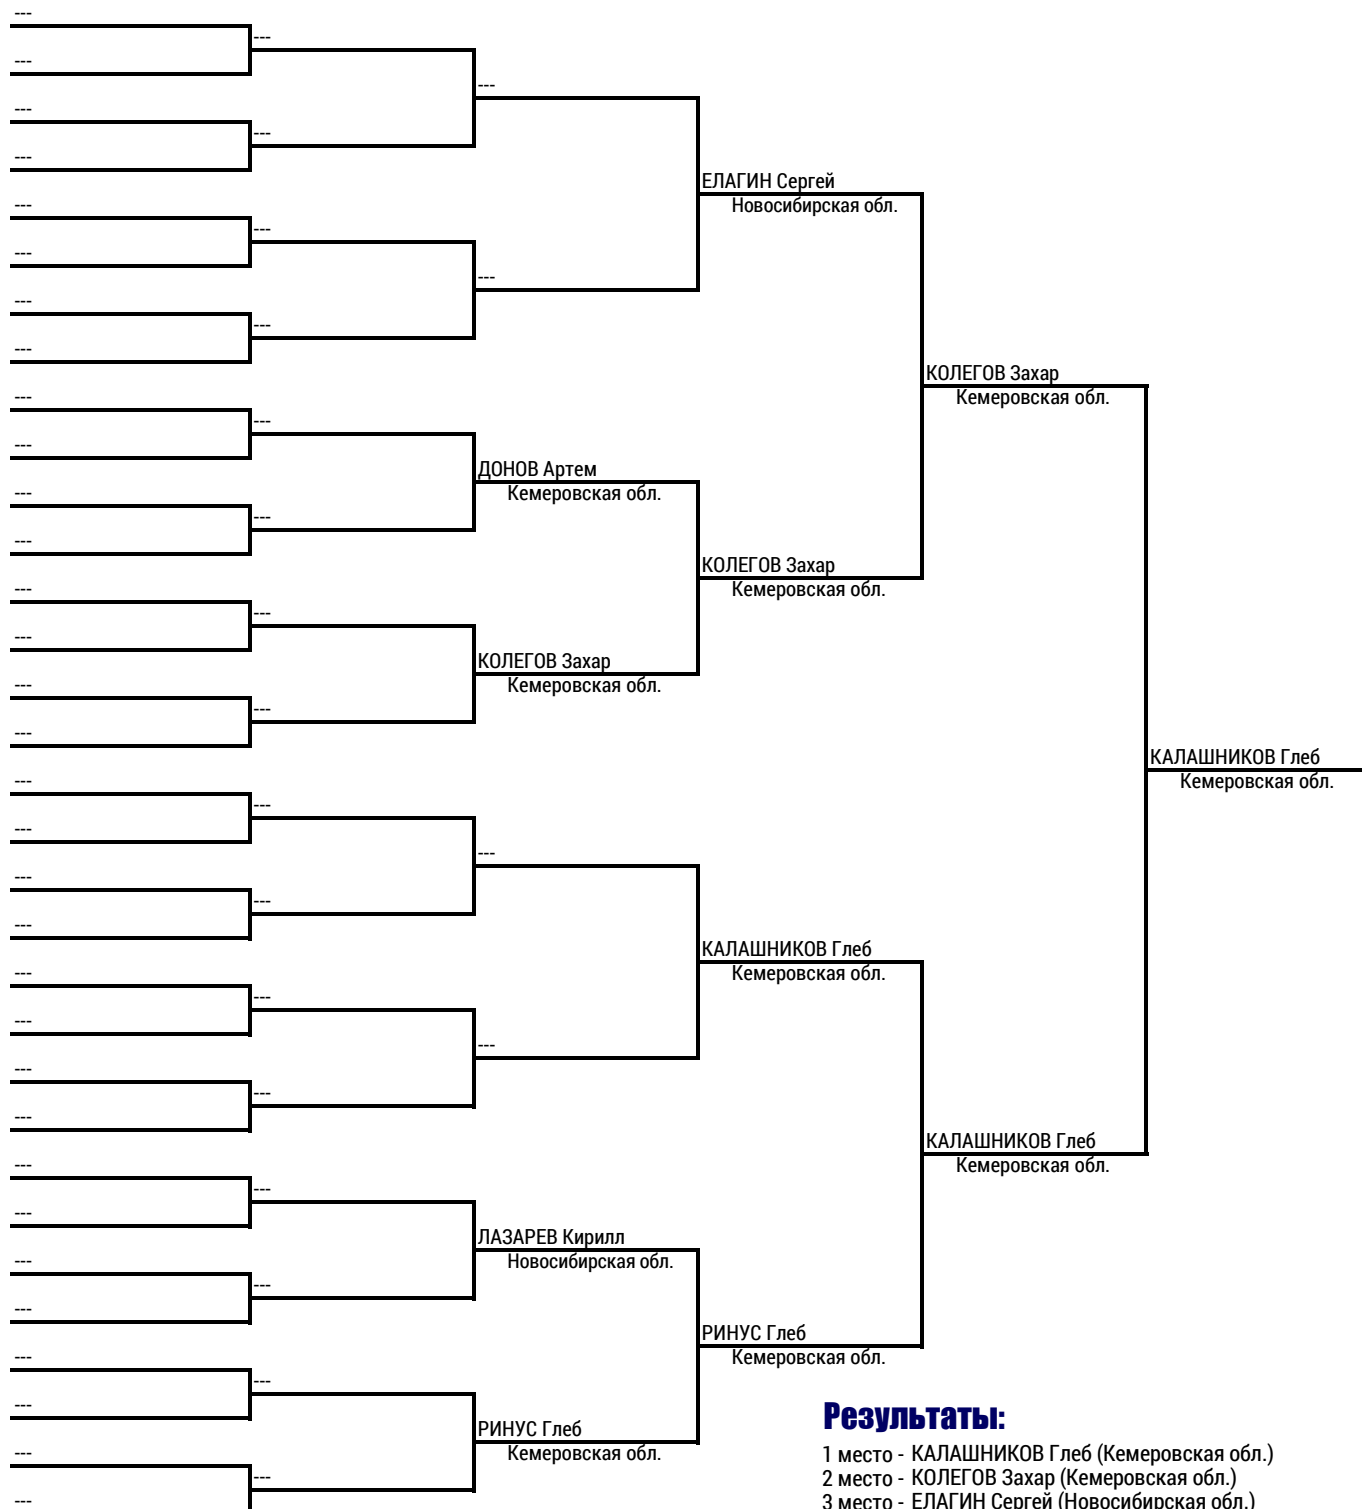 ---
---
---
---
---
---
---
ЕЛАГИН Сергей
Новосибирская обл.
---
---
---
---
---
---
---
---
КОЛЕГОВ Захар
Кемеровская обл.
---
---
---
ДОНОВ Артем
Кемеровская обл.
---
---
---
КОЛЕГОВ Захар
Кемеровская обл.
---
---
---
КОЛЕГОВ Захар
Кемеровская обл.
---
---
---
КАЛАШНИКОВ Глеб
Кемеровская обл.
---
---
---
---
---
---
---
КАЛАШНИКОВ Глеб
Кемеровская обл.
---
---
---
---
---
---
---
КАЛАШНИКОВ Глеб
Кемеровская обл.
---
---
---
ЛАЗАРЕВ Кирилл
Новосибирская обл.
---
---
---
РИНУС Глеб
Кемеровская обл.
---
---
---
РИНУС Глеб
Кемеровская обл.
---
---
---
Результаты:
1 место - КАЛАШНИКОВ Глеб (Кемеровская обл.)
2 место - КОЛЕГОВ Захар (Кемеровская обл.)
3 место - ЕЛАГИН Сергей (Новосибирская обл.)